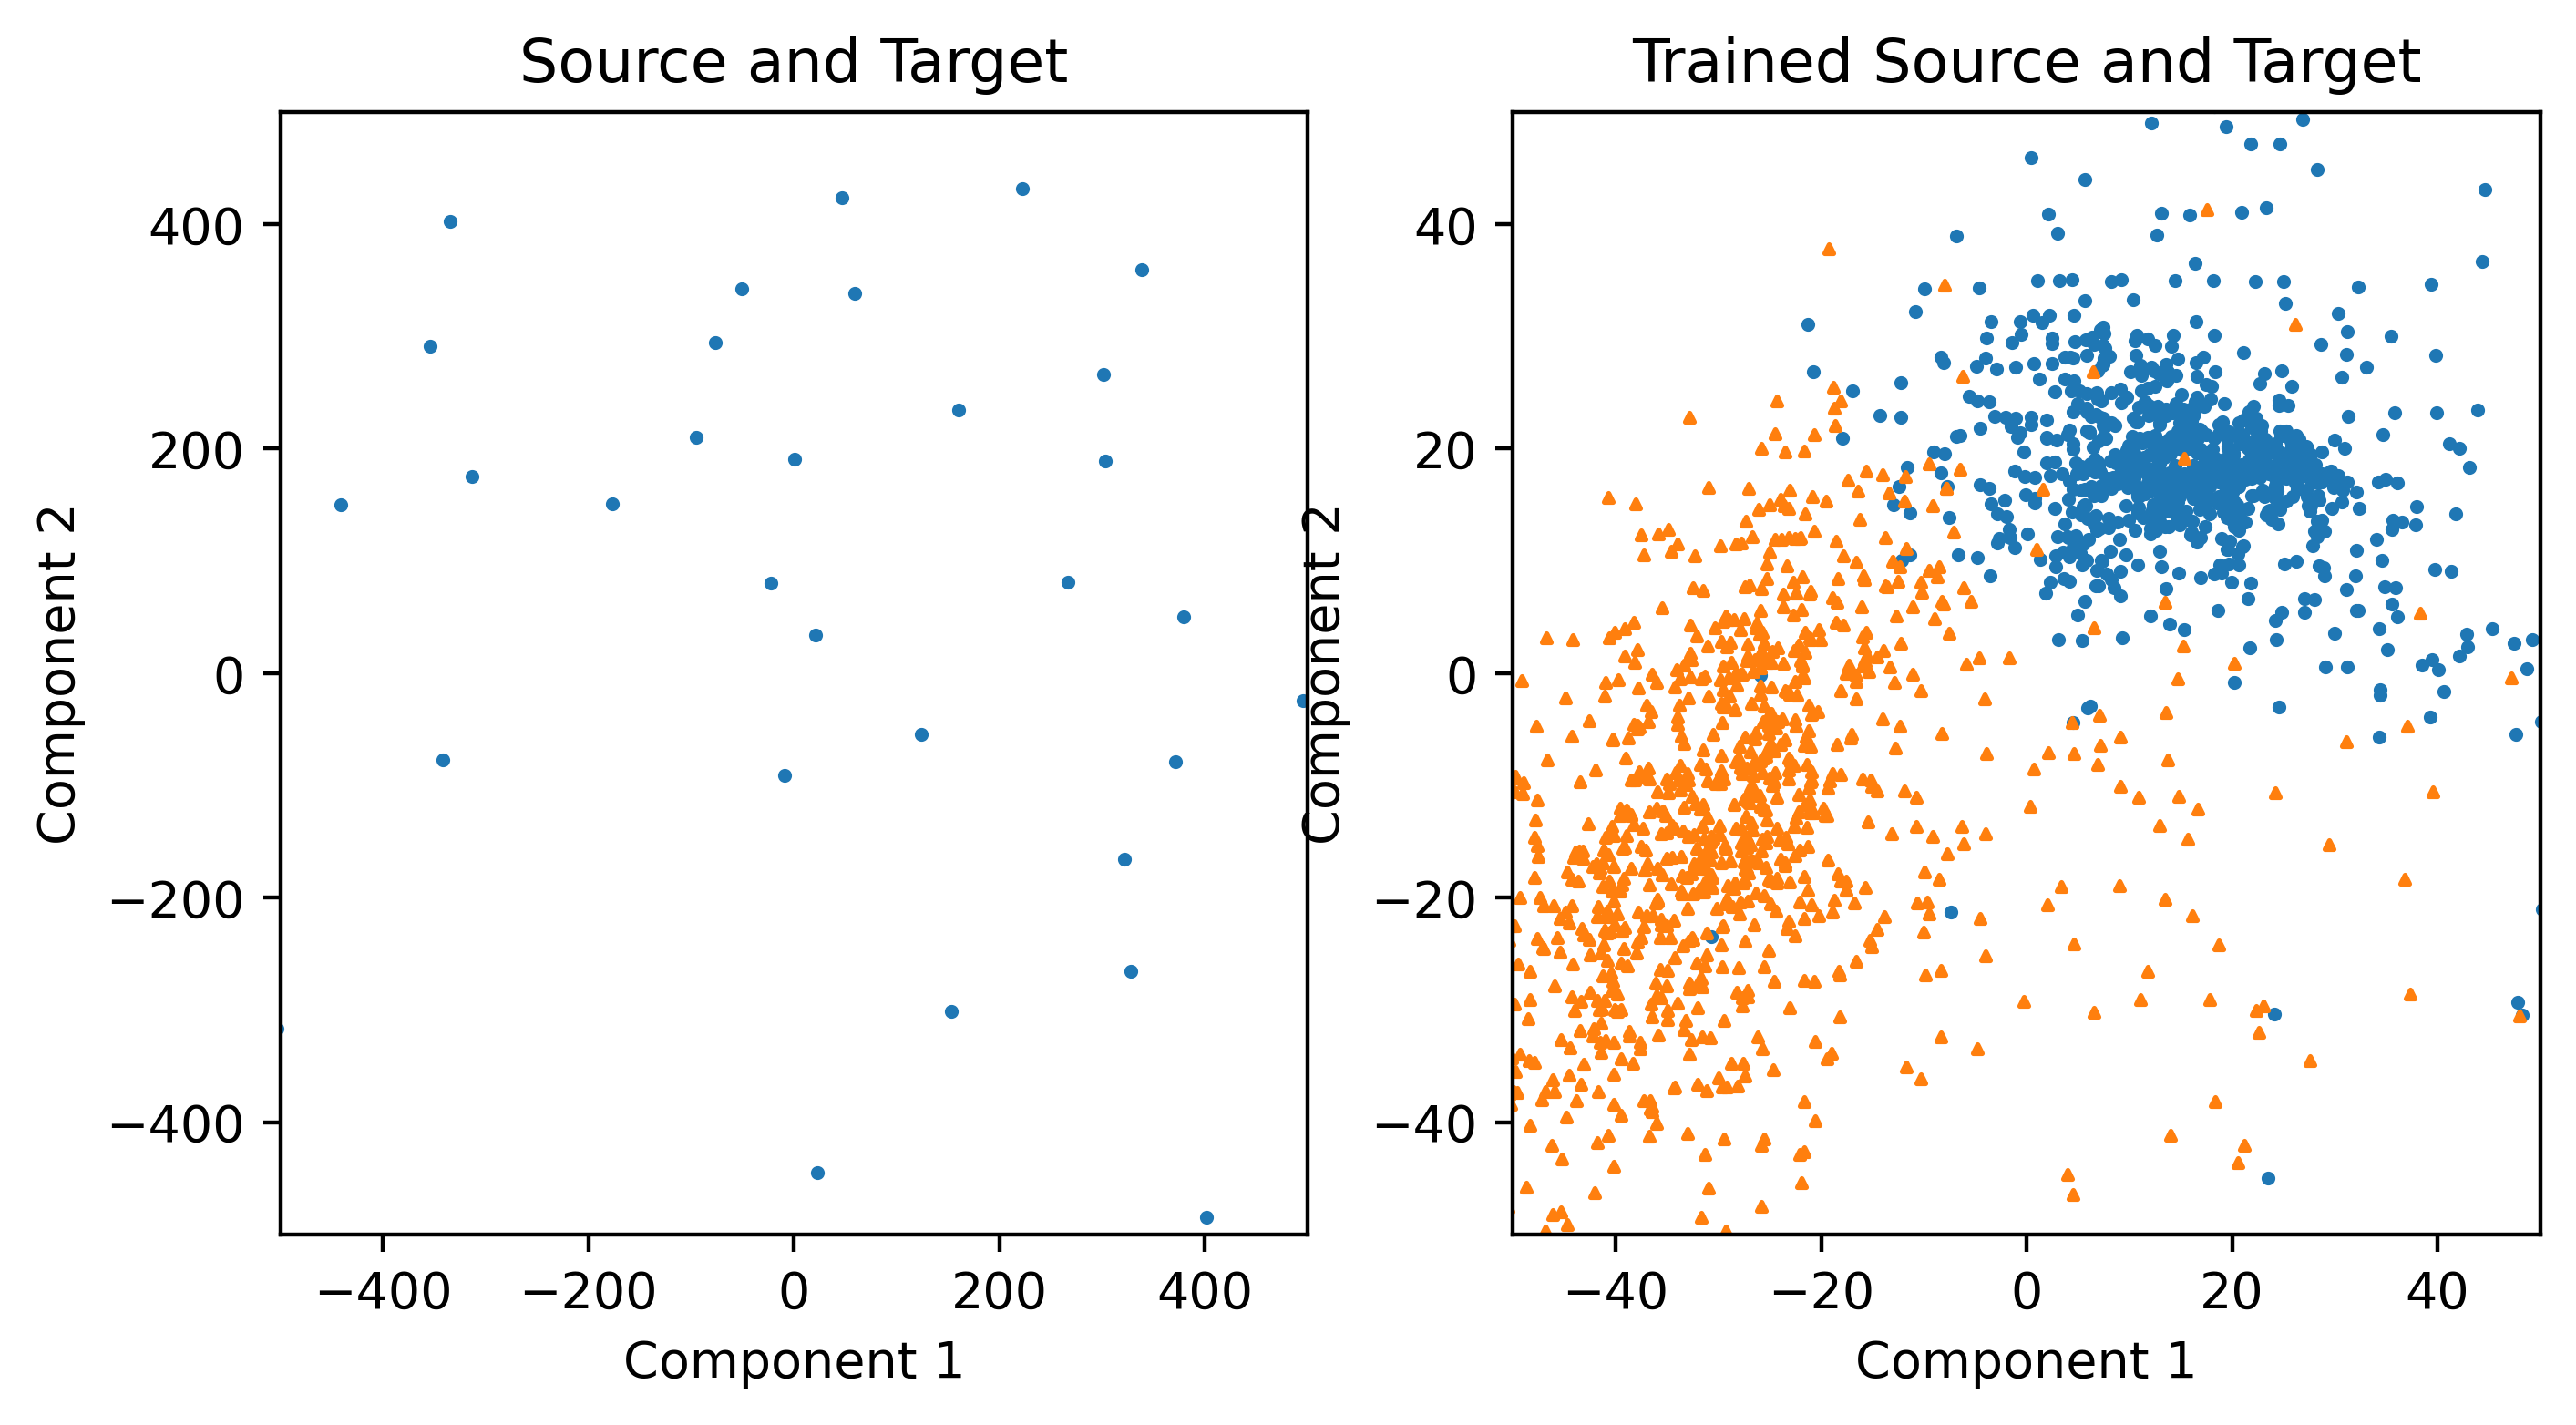 Source and Target
400
200
0
−200
−400
Component 2
−400 −200 0 200 400
Component 1
Trained Source and Target
40
20
0
−20
−40
Component 2
−40 −20 0 20 40
Component 1